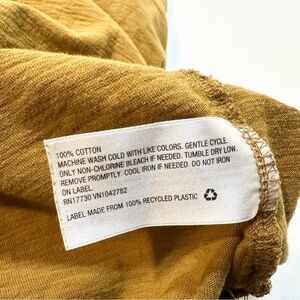 100% COTTON
MACHINE WASH COLD WITH LIKE COLORS. GENTLE CYCLE.
ONLY NON-CHLORINE BLEACH IF NEEDED. TUMBLE DRY LOW.
REMOVE PROMPTLY. COOL IRON IF NEEDED. DO NOT IRON
ON LABEL.
RN17730 VN1042782
LABEL MADE FROM 100% RECYCLED PLASTIC